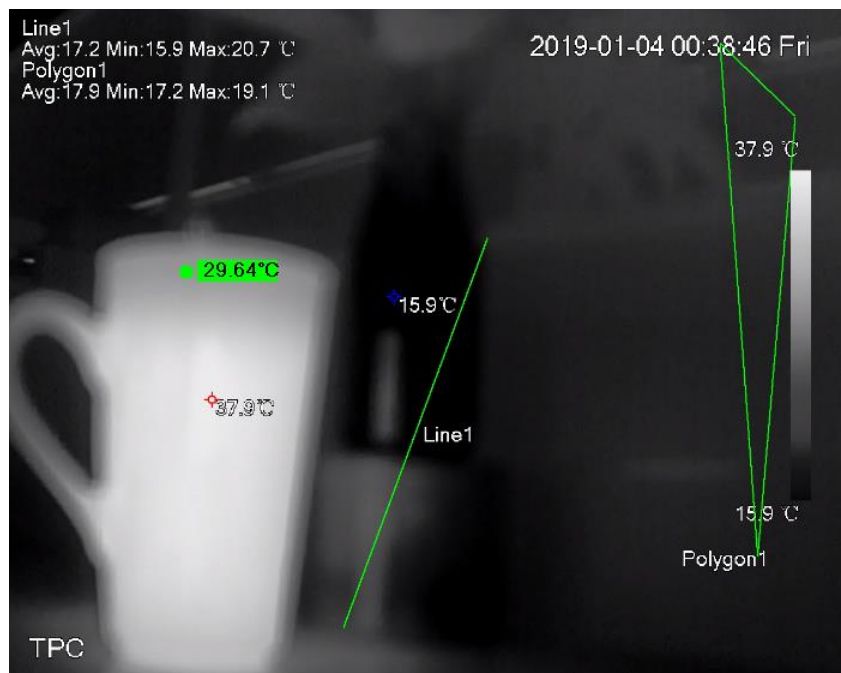 Line1
Avg:17.2 Min:15.9 Max:20.7 ℃
Polygon1
Avg:17.9 Min:17.2 Max:19.1 ℃
2019-01-04 00:38:46 Fri
37.9 ℃
29.64°C
15.9℃
37.9℃
Line1
15.9 ℃
Polygon1
TPC